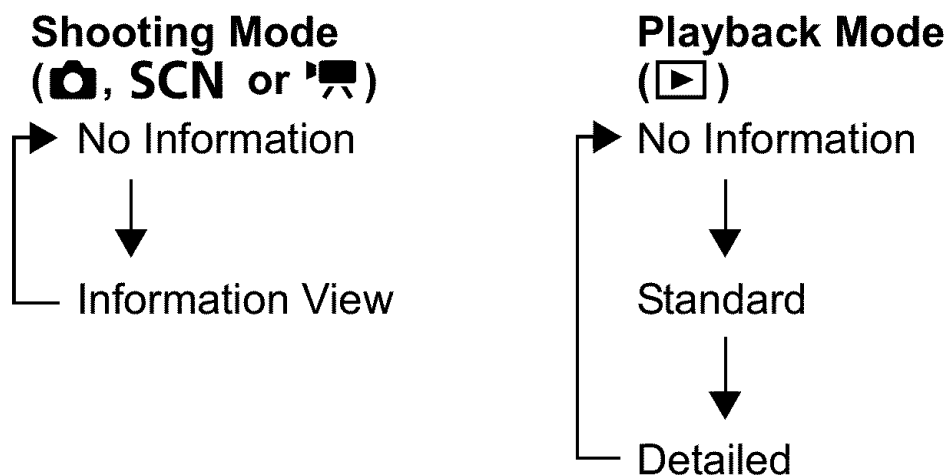 Shooting Mode
(, SCN or )
No Information
Information View
Playback Mode
()
No Information
Standard
Detailed